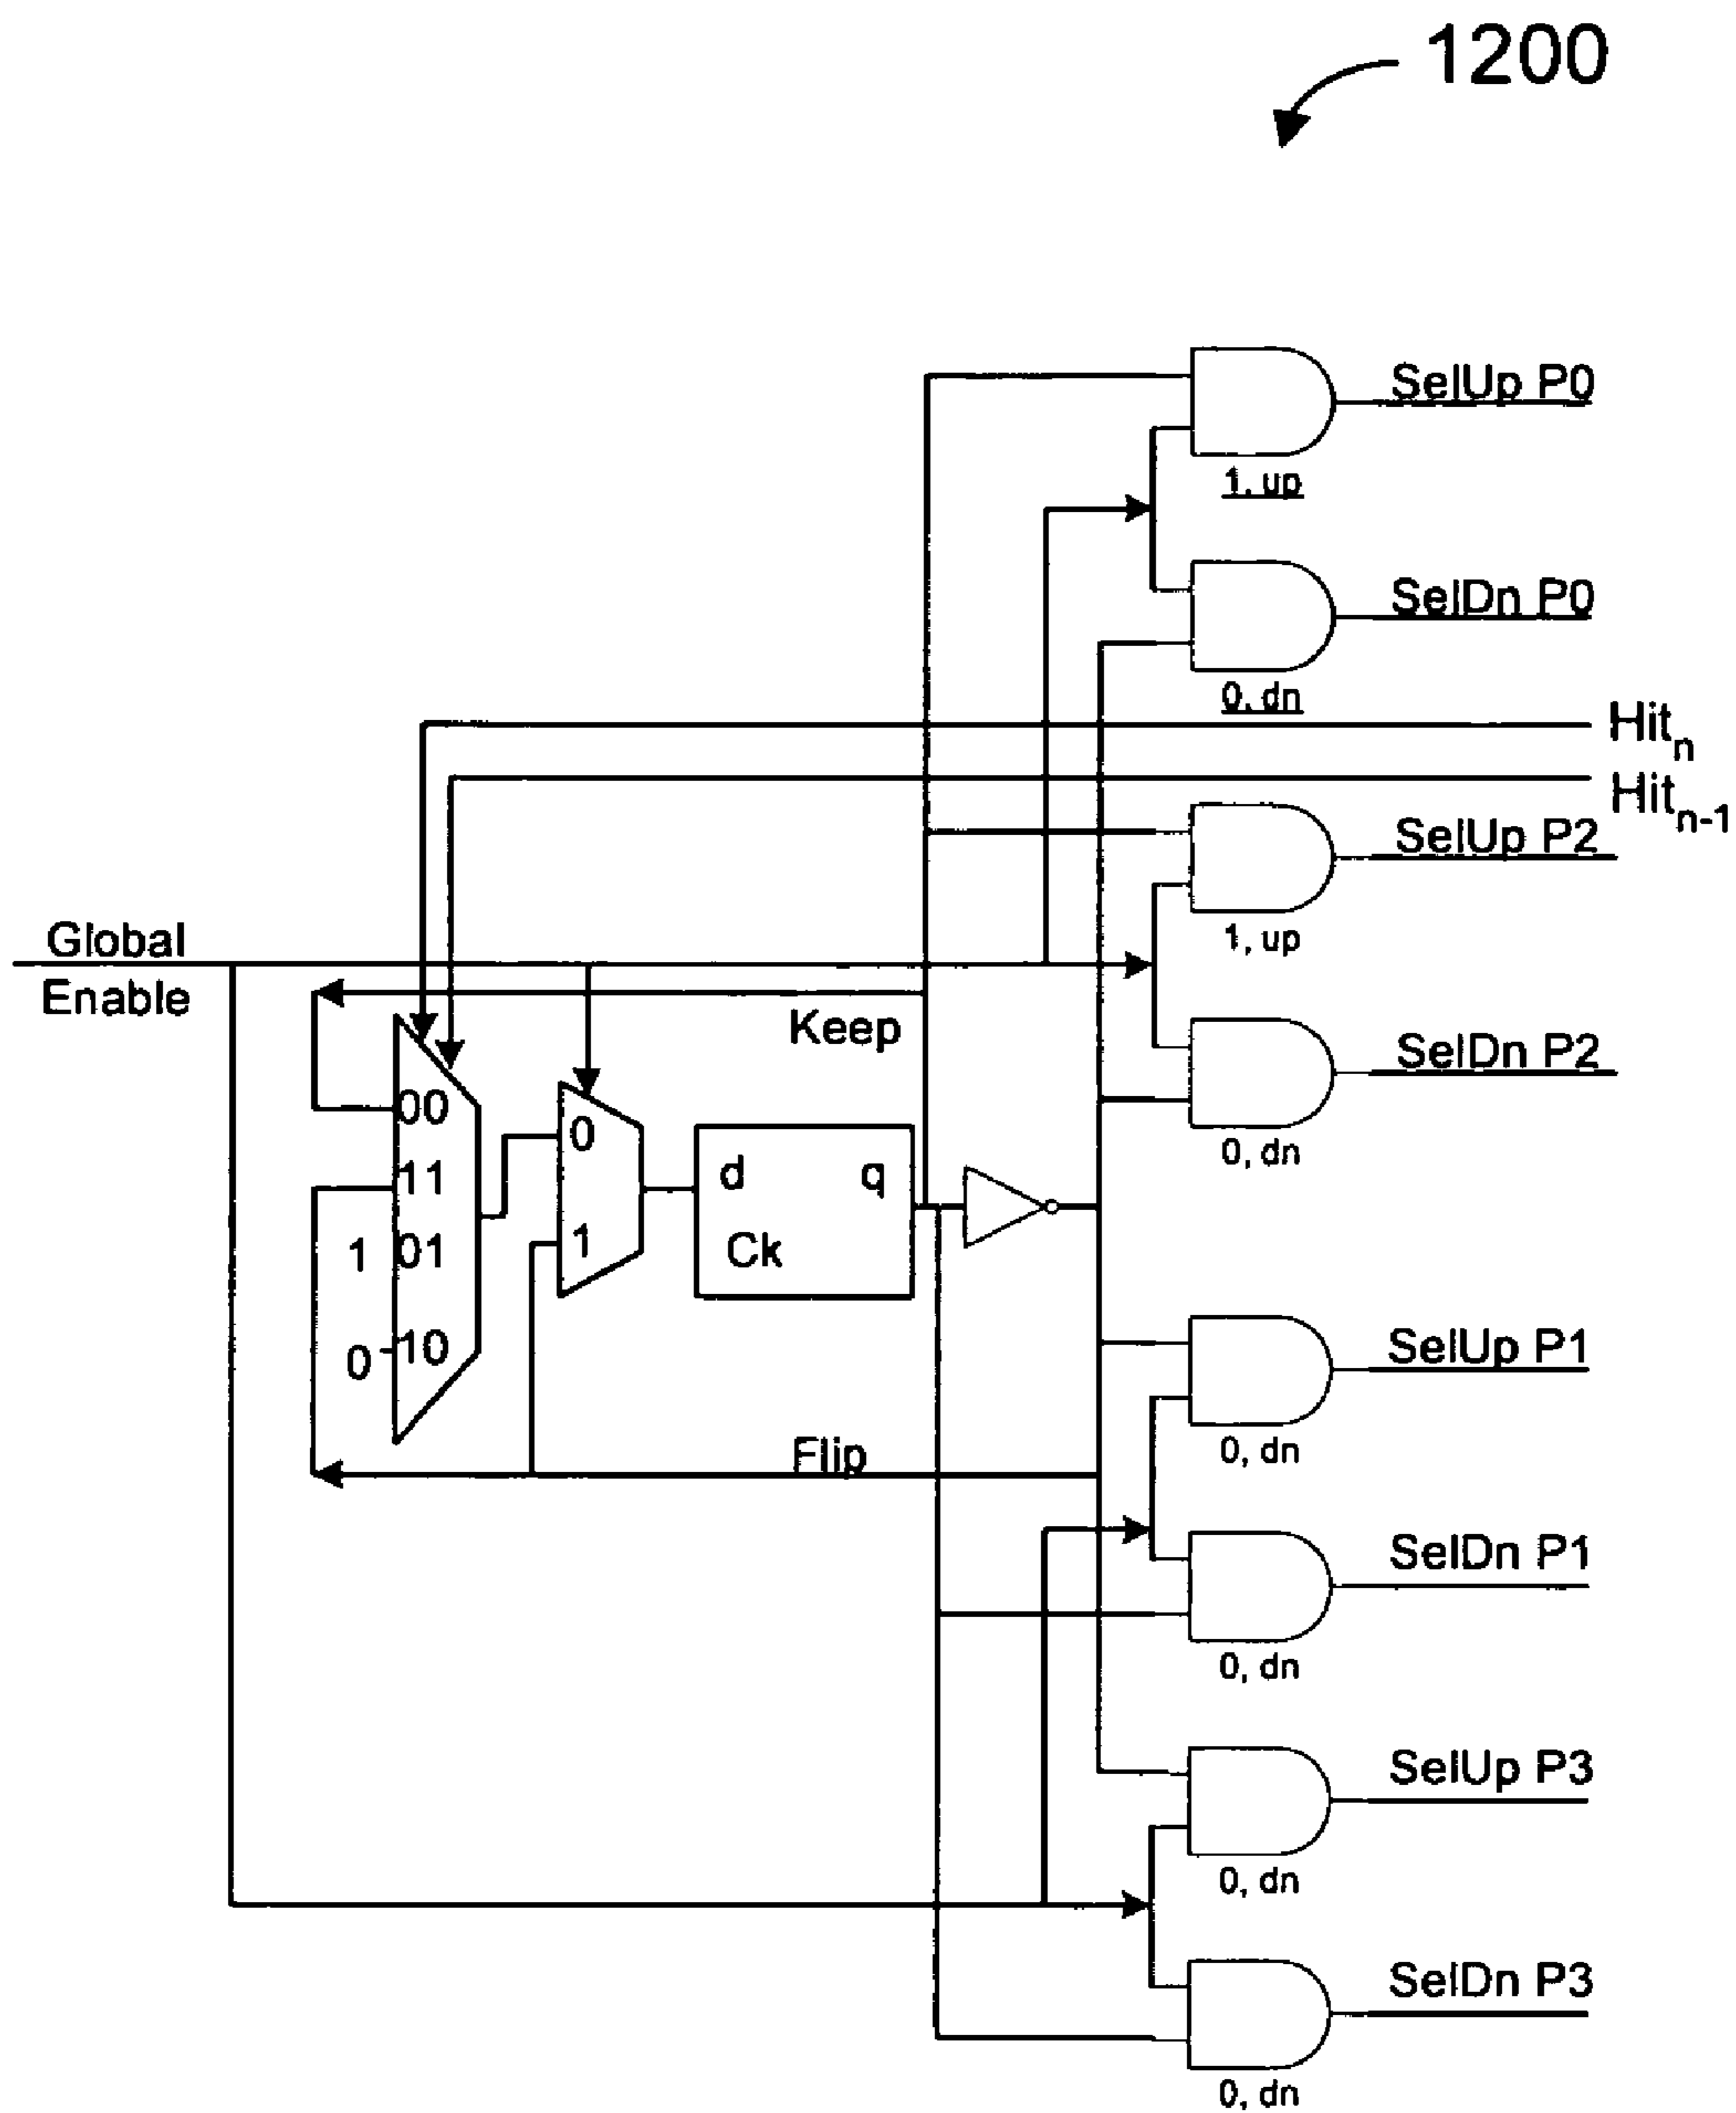 1200
SelUp P0
1, up
SelDn P0
0, dn
Hitn
Hitn-1
SelUp P2
1, up
Global
Enable
Keep
SelDn P2
0, dn
00
11
1 01
0 10
0
1
d q
Ck
SelUp P1
0, dn
Flip
SelDn P1
0, dn
SelUp P3
0, dn
SelDn P3
0, dn